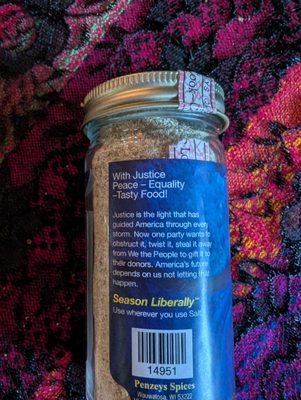 With Justice
Peace – Equality
–Tasty Food!
Justice is the light that has
guided America through every
storm. Now one party wants to
obstruct it, twist it, steal it away
from We the People to gift it to
their donors. America's future
depends on us not letting that
happen.
Season Liberally™
Use wherever you use Salt.
14951
Penzeys Spices
Wauwatosa, WI 53222